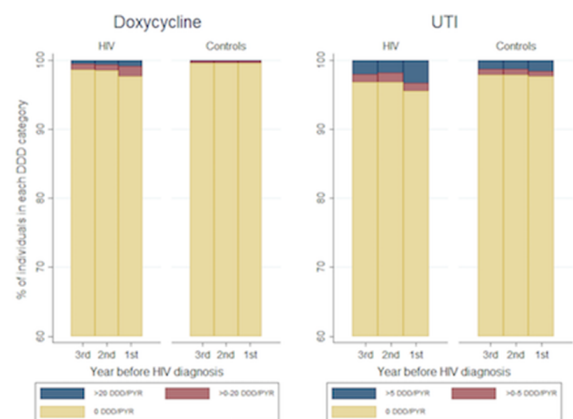 Doxycycline
UTI
HIV
Controls
HIV
Controls
% of individuals in each DDD category
100
90
80
70
60
100
90
80
70
60
3rd 2nd 1st
3rd 2nd 1st
3rd 2nd 1st
3rd 2nd 1st
Year before HIV diagnosis
Year before HIV diagnosis
>20 DDD/PYR
>0-20 DDD/PYR
0 DDD/PYR
>5 DDD/PYR
>0-5 DDD/PYR
0 DDD/PYR